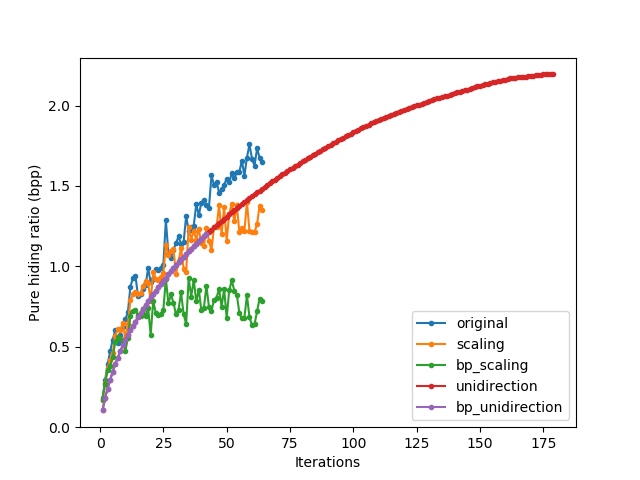 Pure hiding ratio (bpp)
2.0
1.5
1.0
0.5
0.0
0 25 50 75 100 125 150 175
Iterations
original
scaling
bp_scaling
unidirection
bp_unidirection